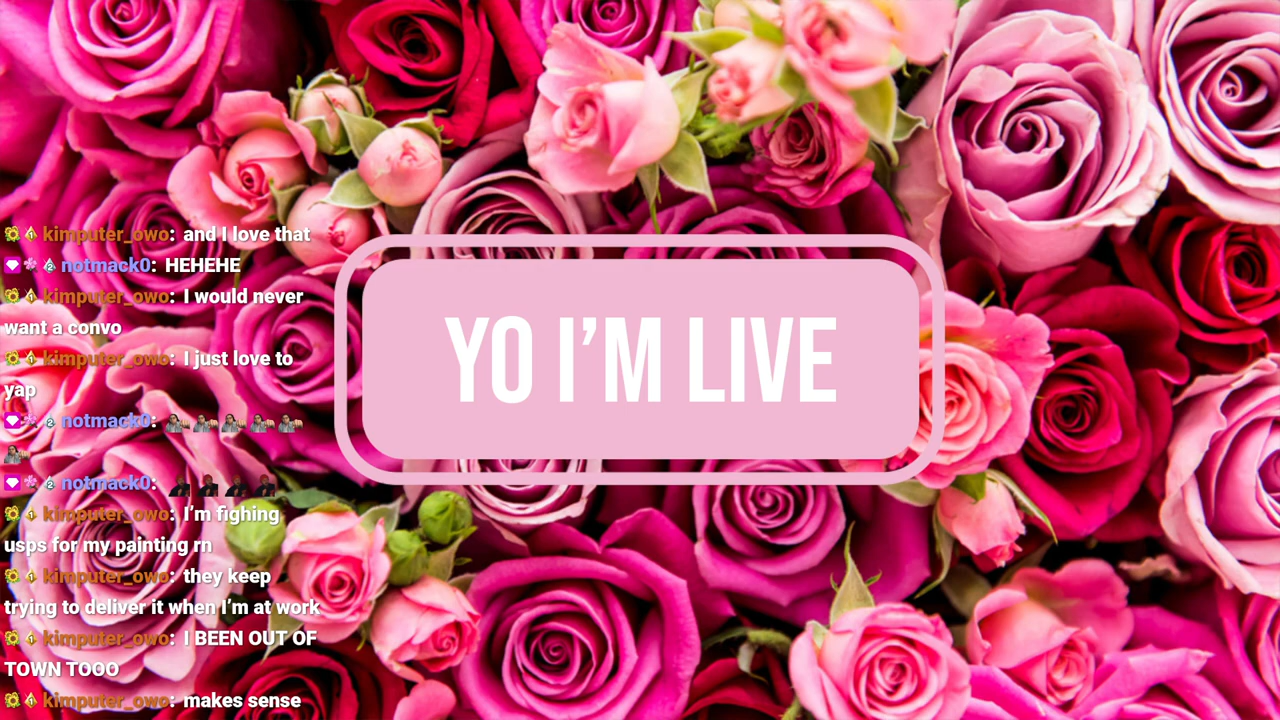 kimputer_owo: and I love that
notmack0: HEHEHE
kimputer_owo: I would never
want a convo
kimputer_owo: I just love to
yap
notmack0:
notmack0:
kimputer_owo: I'm fighing
usps for my painting rn
kimputer_owo: they keep
trying to deliver it when I'm at work
kimputer_owo: I BEEN OUT OF
TOWN TOOO
kimputer_owo: makes sense
YO I'M LIVE